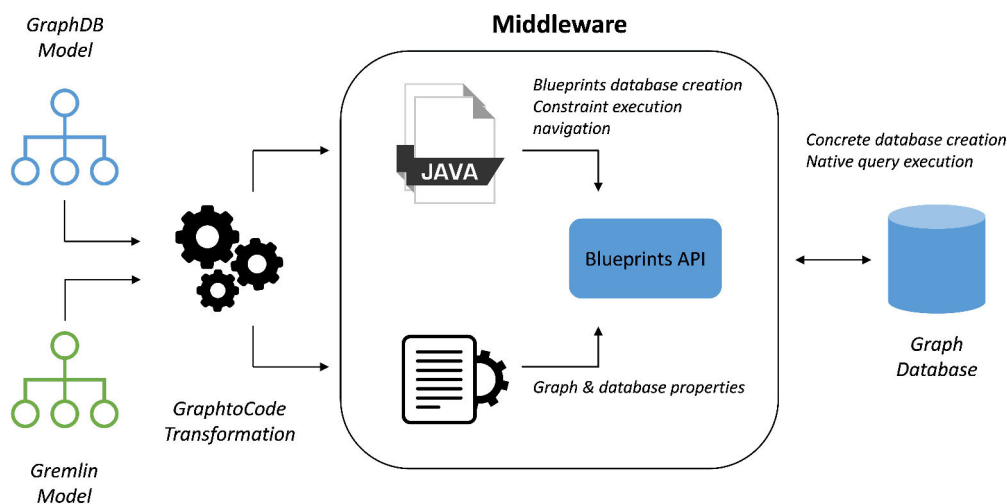 GraphDB
Model
Middleware
Blueprints database creation
Constraint execution
navigation
JAVA
Concrete database creation
Native query execution
Blueprints API
Graph
Database
Graph & database properties
GraphtoCode
Transformation
Gremlin
Model